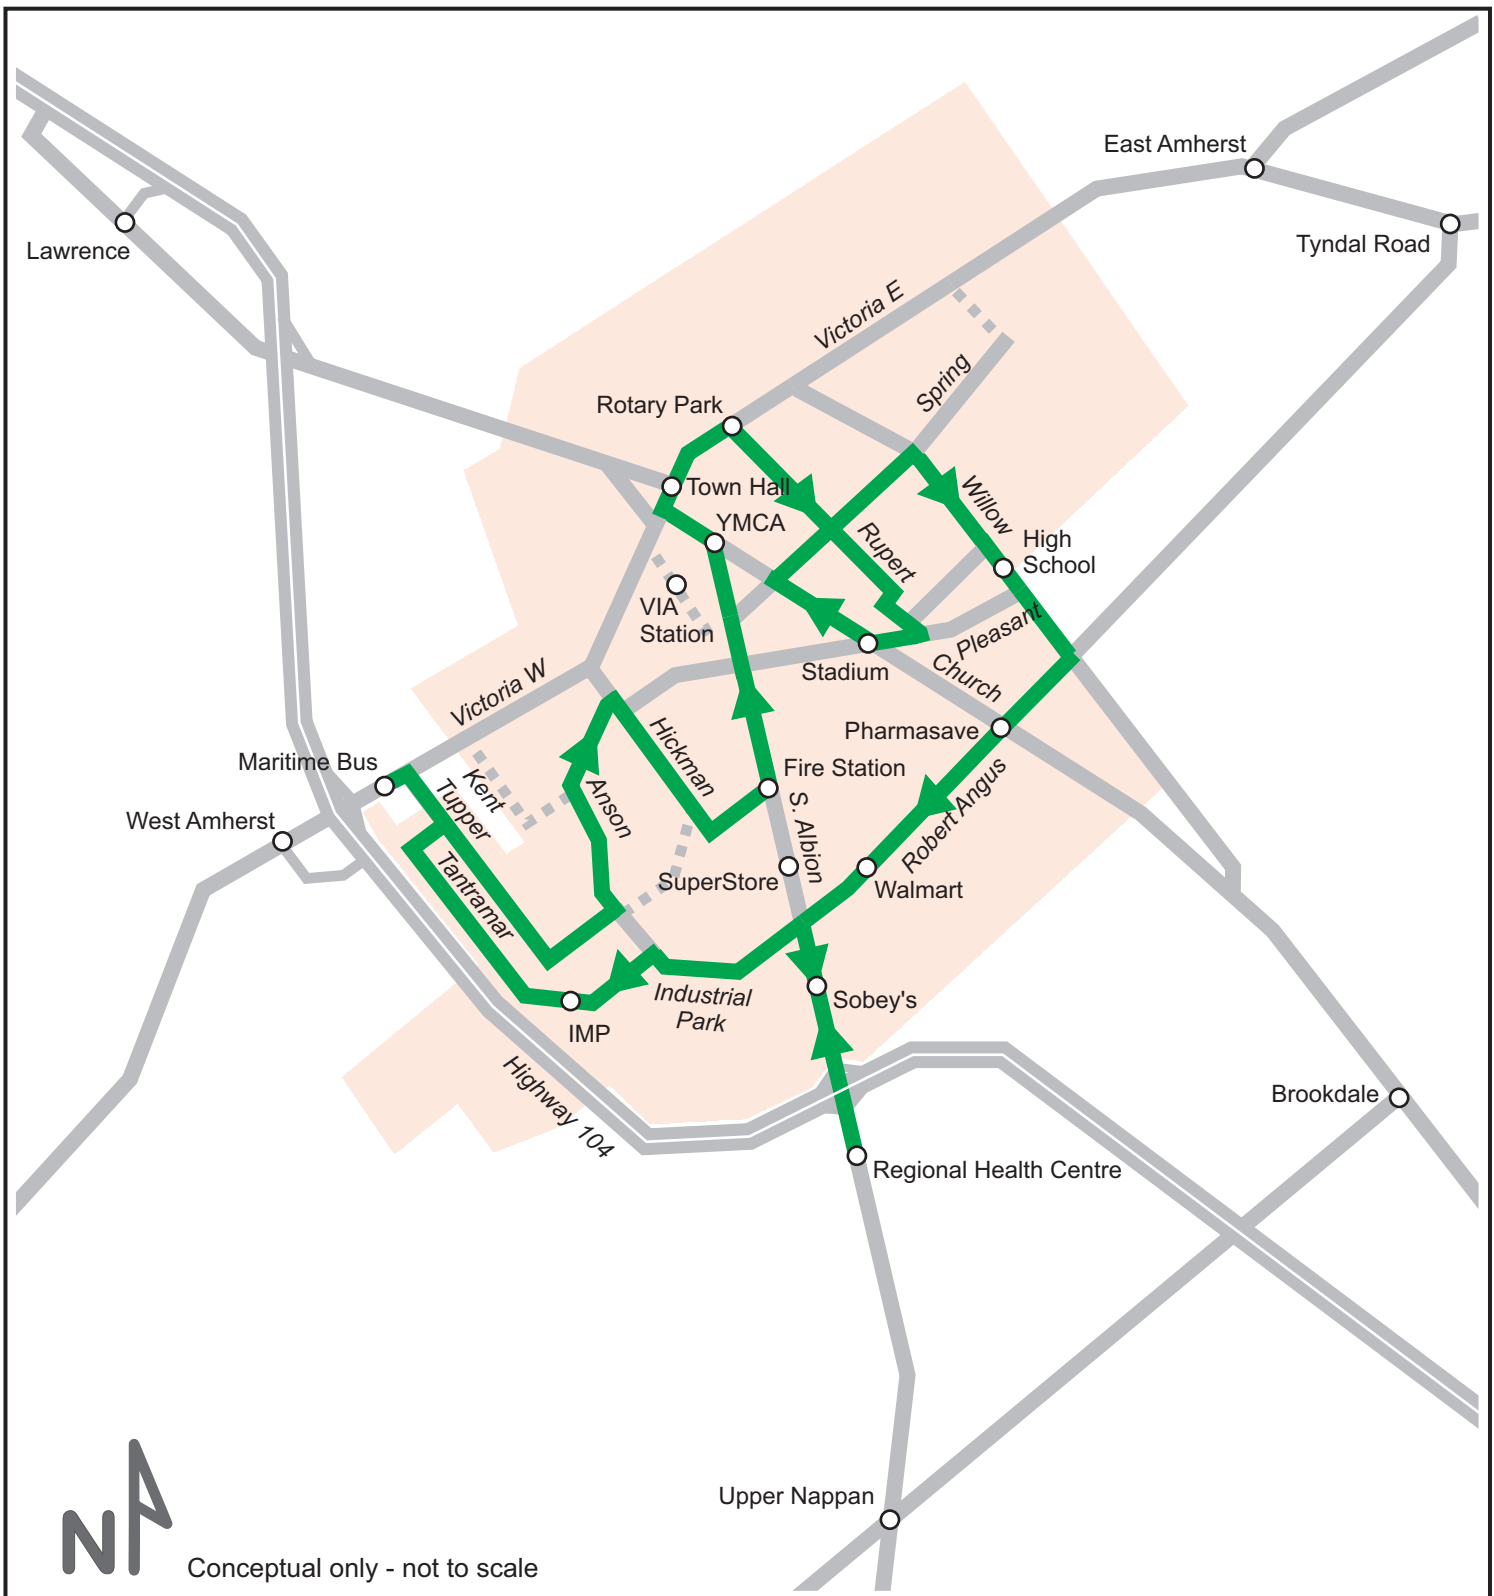 East Amherst
Tyndal Road
Lawrence
Victoria E
Spring
Rotary Park
Town Hall
YMCA
Willow
High
School
Rupert
VIA
Station
Pleasant
Stadium
Church
Victoria W
Pharmasave
Maritime Bus
Hickman
Fire Station
Kent
Tupper
Anson
S. Albion
Robert Angus
West Amherst
SuperStore
Walmart
Tantramar
Industrial
Park
Sobey's
IMP
Highway 104
Brookdale
Regional Health Centre
Upper Nappan
N
Conceptual only - not to scale